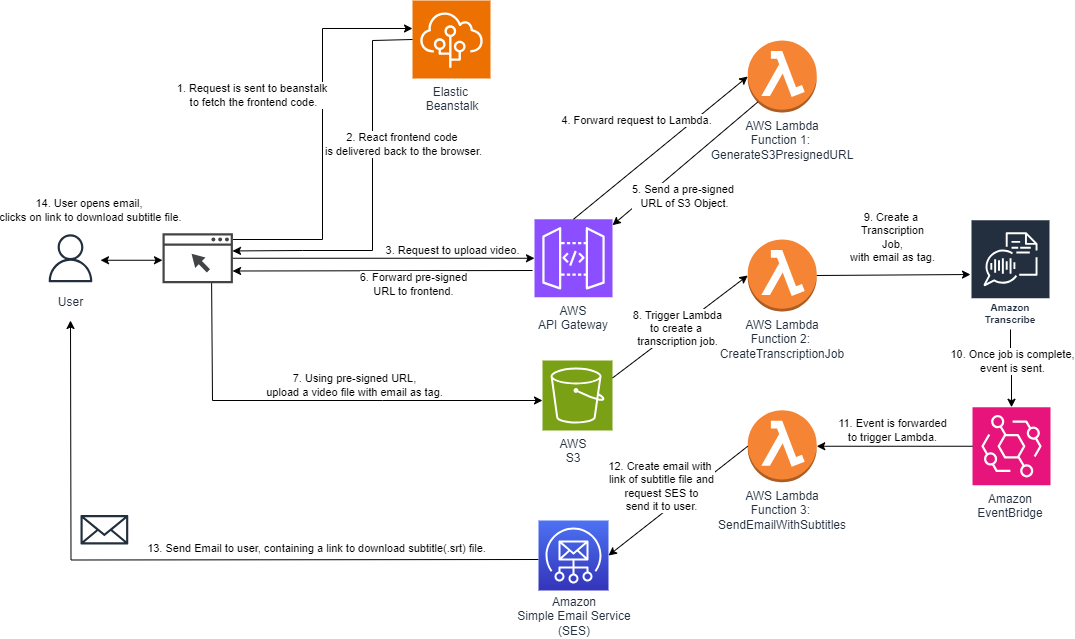 1. Request is sent to beanstalk
to fetch the frontend code.
Elastic
Beanstalk
2. React frontend code
is delivered back to the browser.
4. Forward request to Lambda.
AWS Lambda
Function 1:
GenerateS3PresignedURL
5. Send a pre-signed
URL of S3 Object.
14. User opens email,
clicks on link to download subtitle file.
User
3. Request to upload video.
6. Forward pre-signed
URL to frontend.
AWS
API Gateway
9. Create a
Transcription
Job,
with email as tag.
8. Trigger Lambda
to create a
transcription job.
AWS Lambda
Function 2:
CreateTranscriptionJob
Amazon
Transcribe
10. Once job is complete,
event is sent.
7. Using pre-signed URL,
upload a video file with email as tag.
AWS
S3
11. Event is forwarded
to trigger Lambda.
12. Create email with
link of subtitle file and
request SES to
send it to user.
AWS Lambda
Function 3:
SendEmailWithSubtitles
Amazon
EventBridge
13. Send Email to user, containing a link to download subtitle(.srt) file.
Amazon
Simple Email Service
(SES)